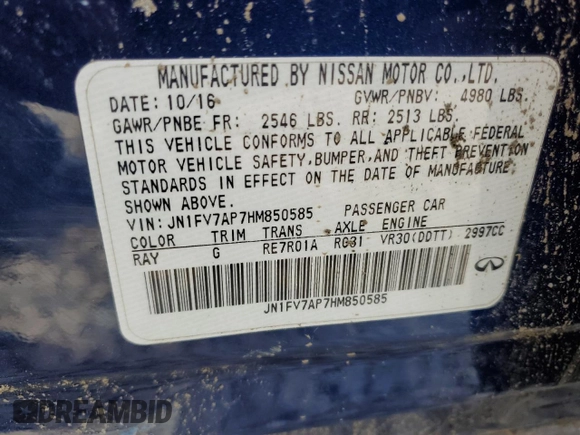 MANUFACTURED BY NISSAN MOTOR CO.,LTD.
DATE: 10/16 GVWR/PNBV: 4980 LBS.
GAWR/PNBE FR: 2546 LBS. RR: 2513 LBS.
THIS VEHICLE CONFORMS TO ALL APPLICABLE FEDERAL
MOTOR VEHICLE SAFETY,BUMPER,AND THEFT PREVENTION
STANDARDS IN EFFECT ON THE DATE OF MANUFACTURE
SHOWN ABOVE.
VIN: JN1FV7AP7HM850585 PASSENGER CAR
COLOR TRIM TRANS AXLE ENGINE
RAY G RE7R01A R031 VR30(DDTT) 2997CC
JN1FV7AP7HM850585
DREAMBID